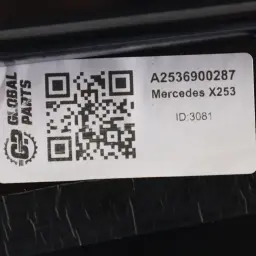 GLOBAL
PARTS
A2536900287
Mercedes X253
ID:3081